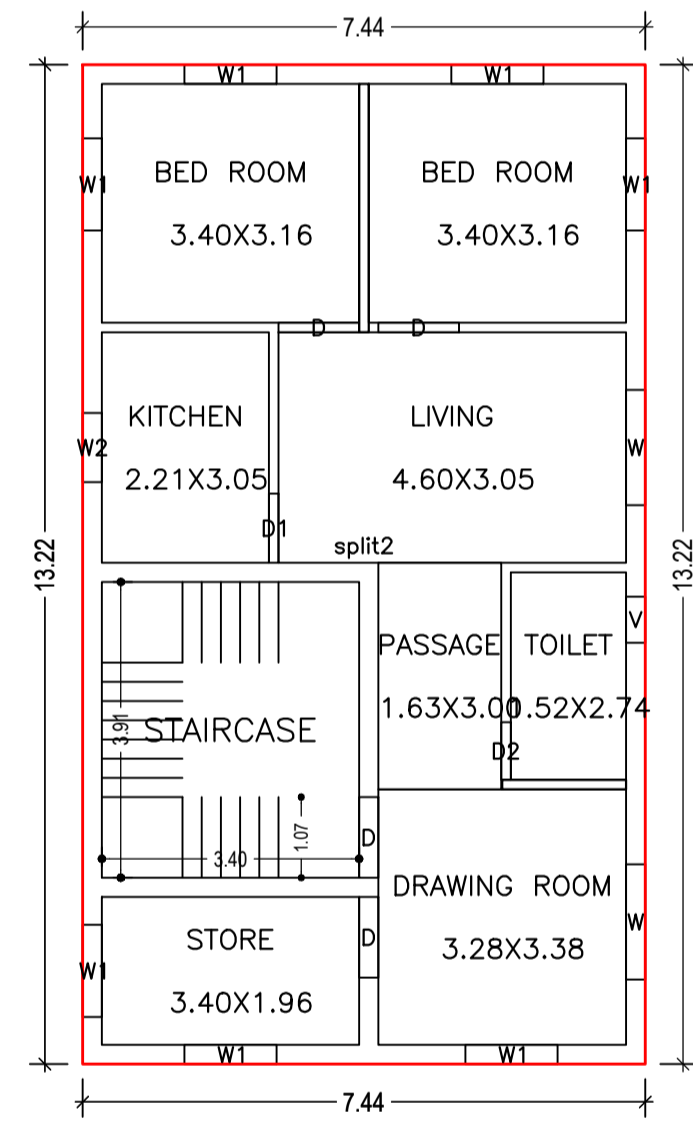 7.44
W1 W1
W1 W1
BED ROOM BED ROOM
3.40X3.16 3.40X3.16
D D
KITCHEN LIVING
W2 W
2.21X3.05 4.60X3.05
D1
split2
13.22 13.22
V
PASSAGE TOILET
1.63X3.00 1.52X2.74
3.91
STAIRCASE
D2
1.07
D
3.40
DRAWING ROOM
W
STORE D
3.28X3.38
W1
3.40X1.96
W1 W1
7.44